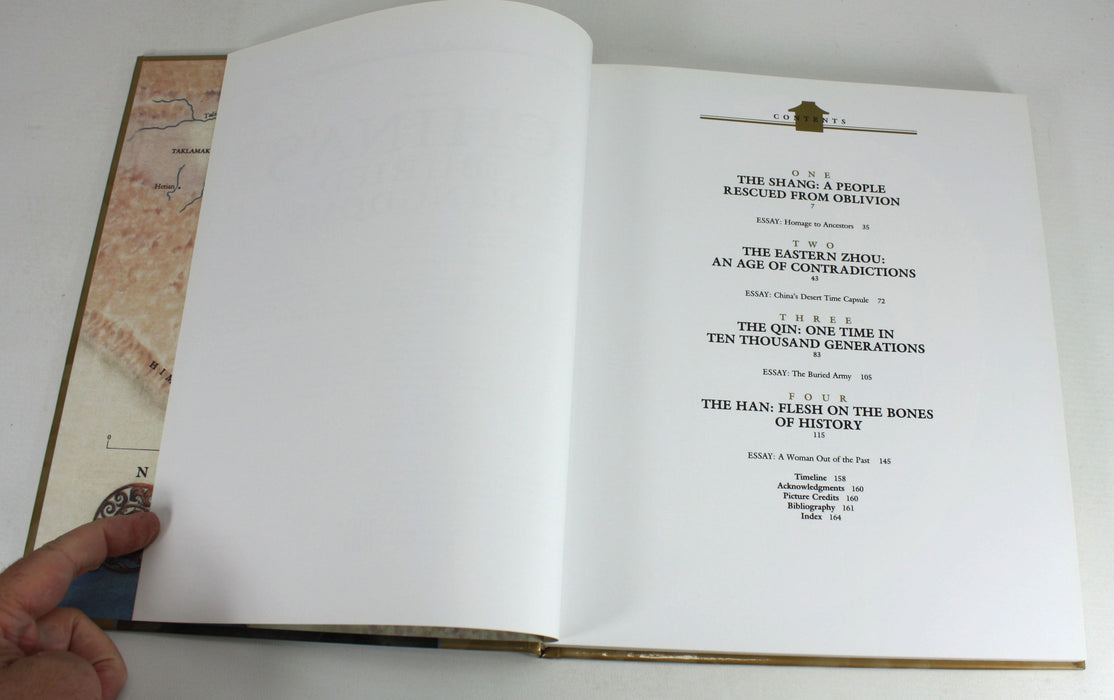 TAKLAMAK
Hotian
0
N
CONTENTS
ONE
THE SHANG: A PEOPLE
RESCUED FROM OBLIVION
7
ESSAY: Homage to Ancestors 35
TWO
THE EASTERN ZHOU:
AN AGE OF CONTRADICTIONS
43
ESSAY: China's Desert Time Capsule 72
THREE
THE QIN: ONE TIME IN
TEN THOUSAND GENERATIONS
83
ESSAY: The Buried Army 105
FOUR
THE HAN: FLESH ON THE BONES
OF HISTORY
115
ESSAY: A Woman Out of the Past 145
Timeline 158
Acknowledgments 160
Picture Credits 160
Bibliography 161
Index 164